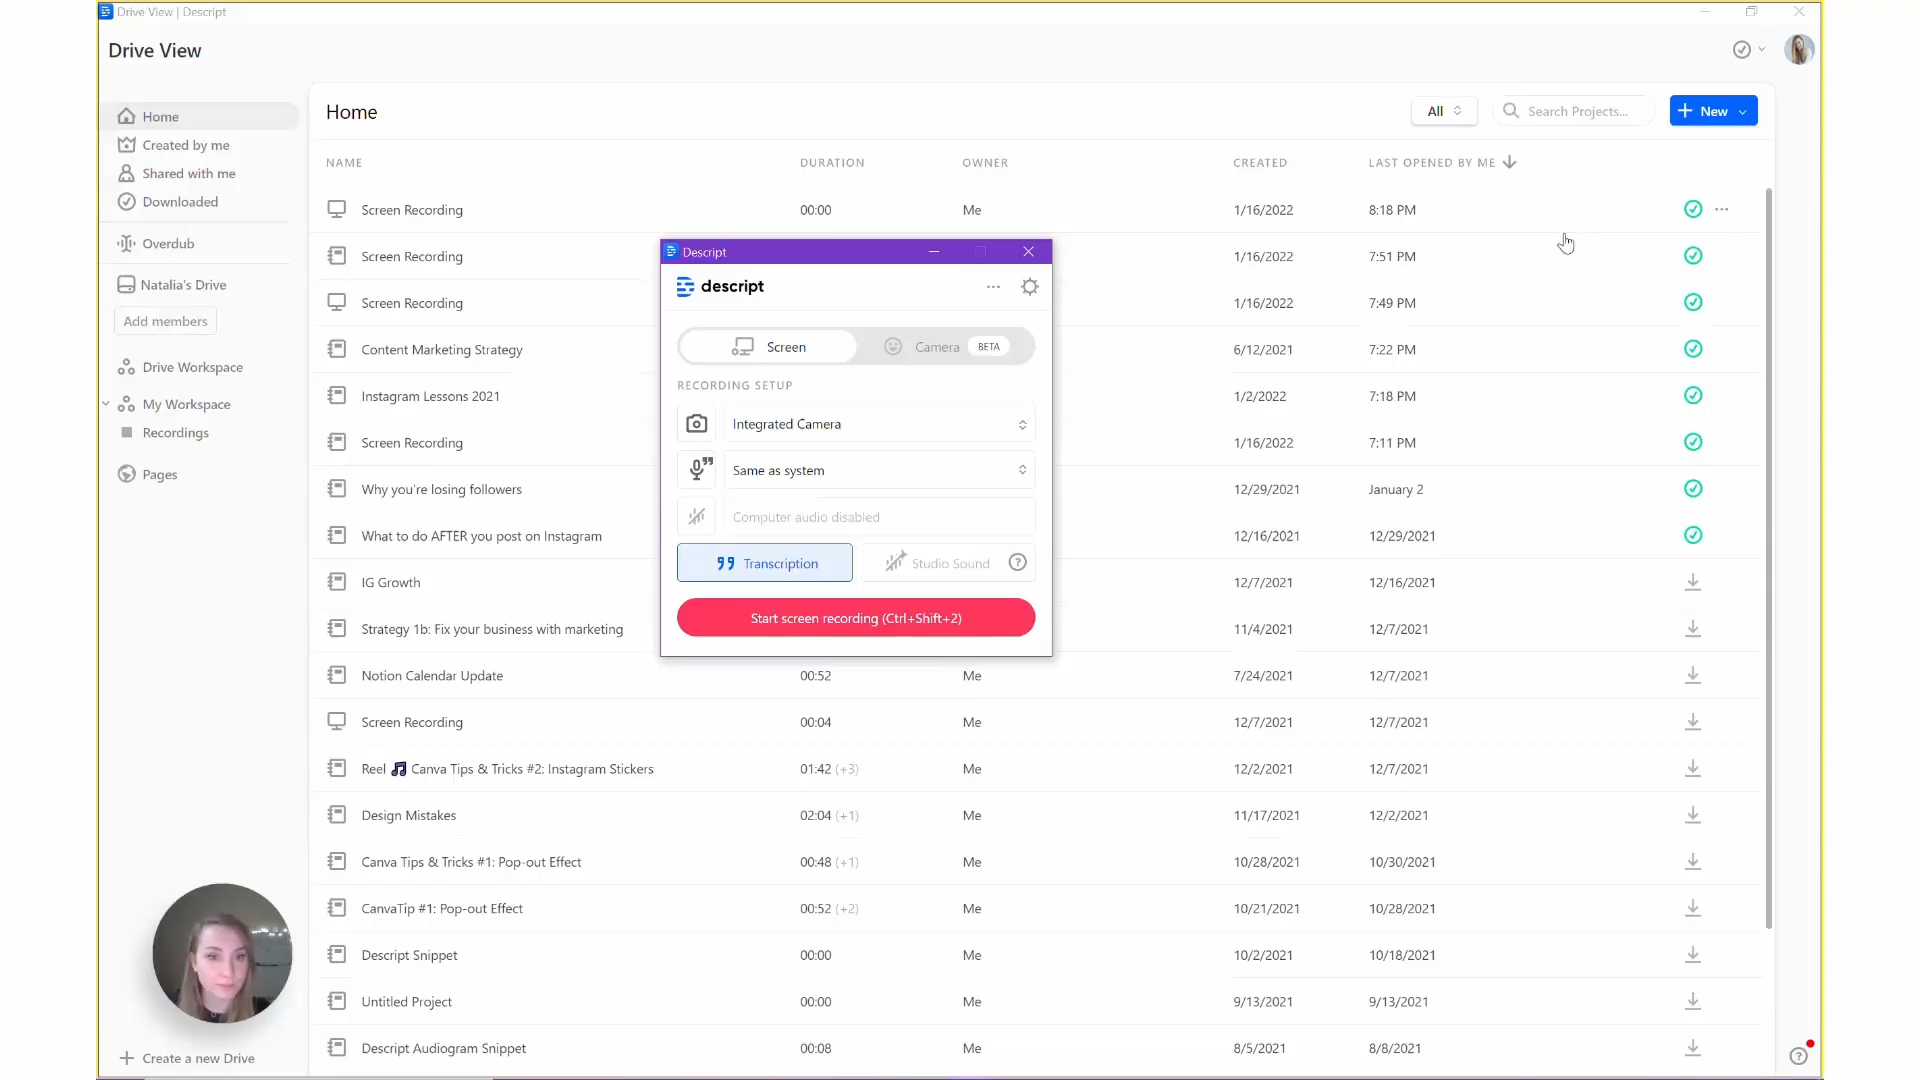 Drive View | Descript
Drive View
Home
Created by me
Shared with me
Downloaded
Overdub
Natalia's Drive
Add members
Drive Workspace
My Workspace
Recordings
Pages
Create a new Drive
Home
All
Search Projects...
New
NAME DURATION OWNER CREATED LAST OPENED BY ME
Screen Recording 00:00 Me 1/16/2022 8:18 PM
Screen Recording 1/16/2022 7:51 PM
Screen Recording 1/16/2022 7:49 PM
Content Marketing Strategy 6/12/2021 7:22 PM
Instagram Lessons 2021 1/2/2022 7:18 PM
Screen Recording 1/16/2022 7:11 PM
Why you're losing followers 12/29/2021 January 2
What to do AFTER you post on Instagram 12/16/2021 12/29/2021
IG Growth 12/7/2021 12/16/2021
Strategy 1b: Fix your business with marketing 11/4/2021 12/7/2021
Notion Calendar Update 00:52 Me 7/24/2021 12/7/2021
Screen Recording 00:04 Me 12/7/2021 12/7/2021
Reel 🎵 Canva Tips & Tricks #2: Instagram Stickers 01:42 (+3) Me 12/2/2021 12/7/2021
Design Mistakes 02:04 (+1) Me 11/17/2021 12/2/2021
Canva Tips & Tricks #1: Pop-out Effect 00:48 (+1) Me 10/28/2021 10/30/2021
CanvaTip #1: Pop-out Effect 00:52 (+2) Me 10/21/2021 10/28/2021
Descript Snippet 00:00 Me 10/2/2021 10/18/2021
Untitled Project 00:00 Me 9/13/2021 9/13/2021
Descript Audiogram Snippet 00:08 Me 8/5/2021 8/8/2021
Descript
descript
Screen
Camera BETA
RECORDING SETUP
Integrated Camera
Same as system
Computer audio disabled
Transcription
Studio Sound
Start screen recording (Ctrl+Shift+2)